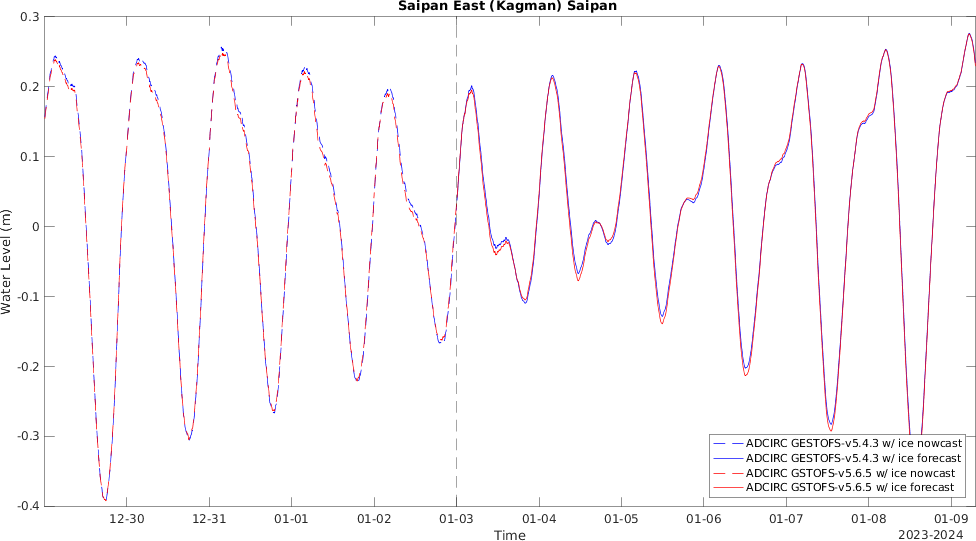 Saipan East (Kagman) Saipan
0.3
0.2
0.1
0
-0.1
-0.2
-0.3
-0.4
Water Level (m)
ADCIRC GESTOFS-v5.4.3 w/ ice nowcast
ADCIRC GESTOFS-v5.4.3 w/ ice forecast
ADCIRC GSTOFS-v5.6.5 w/ ice nowcast
ADCIRC GSTOFS-v5.6.5 w/ ice forecast
12-30 12-31 01-01 01-02 01-03 01-04 01-05 01-06 01-07 01-08 01-09
Time
2023-2024